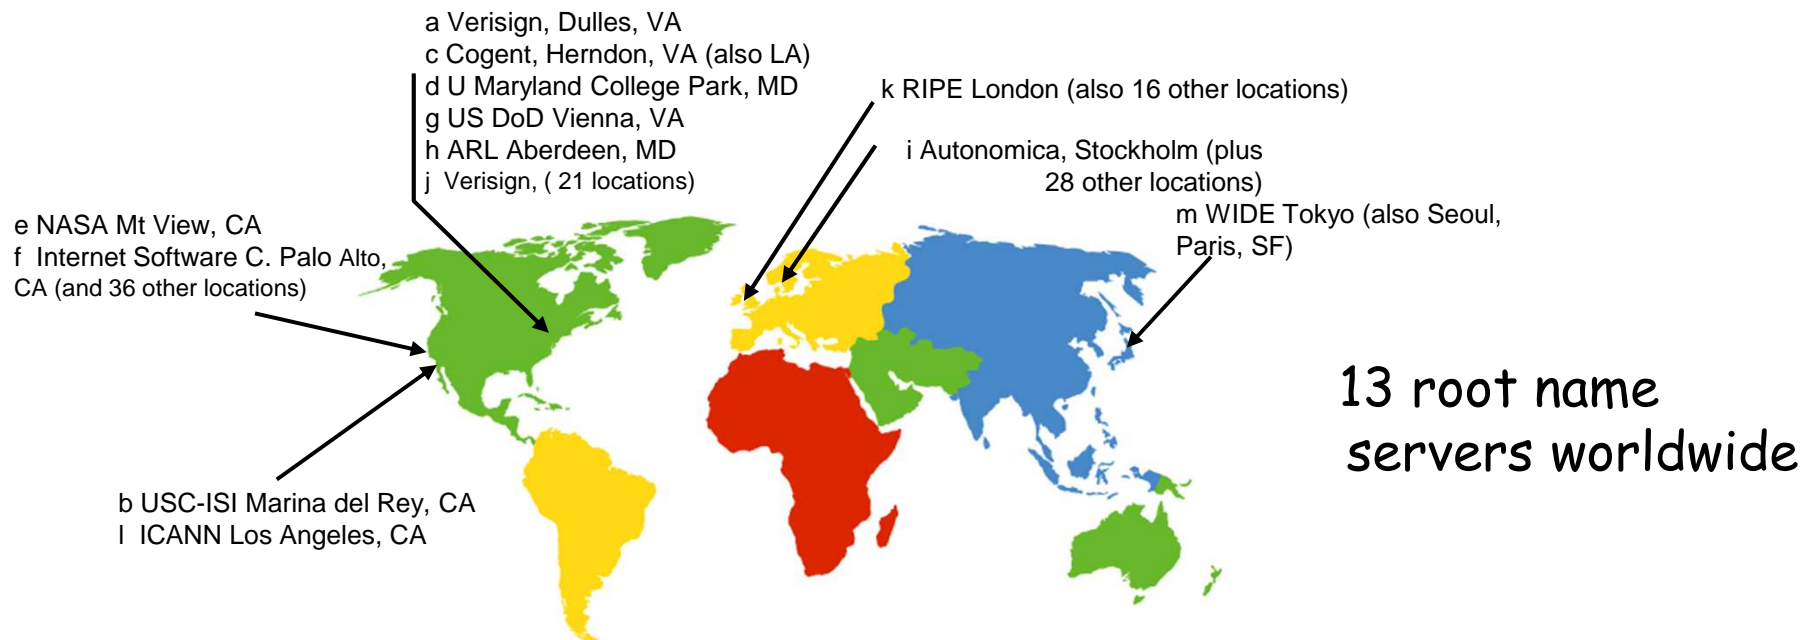 a Verisign, Dulles, VA
c Cogent, Herndon, VA (also LA)
d U Maryland College Park, MD
g US DoD Vienna, VA
h ARL Aberdeen, MD
j Verisign, ( 21 locations)
k RIPE London (also 16 other locations)
i Autonomica, Stockholm (plus
28 other locations)
m WIDE Tokyo (also Seoul,
Paris, SF)
e NASA Mt View, CA
f Internet Software C. Palo Alto,
CA (and 36 other locations)
13 root name
servers worldwide
b USC-ISI Marina del Rey, CA
l ICANN Los Angeles, CA